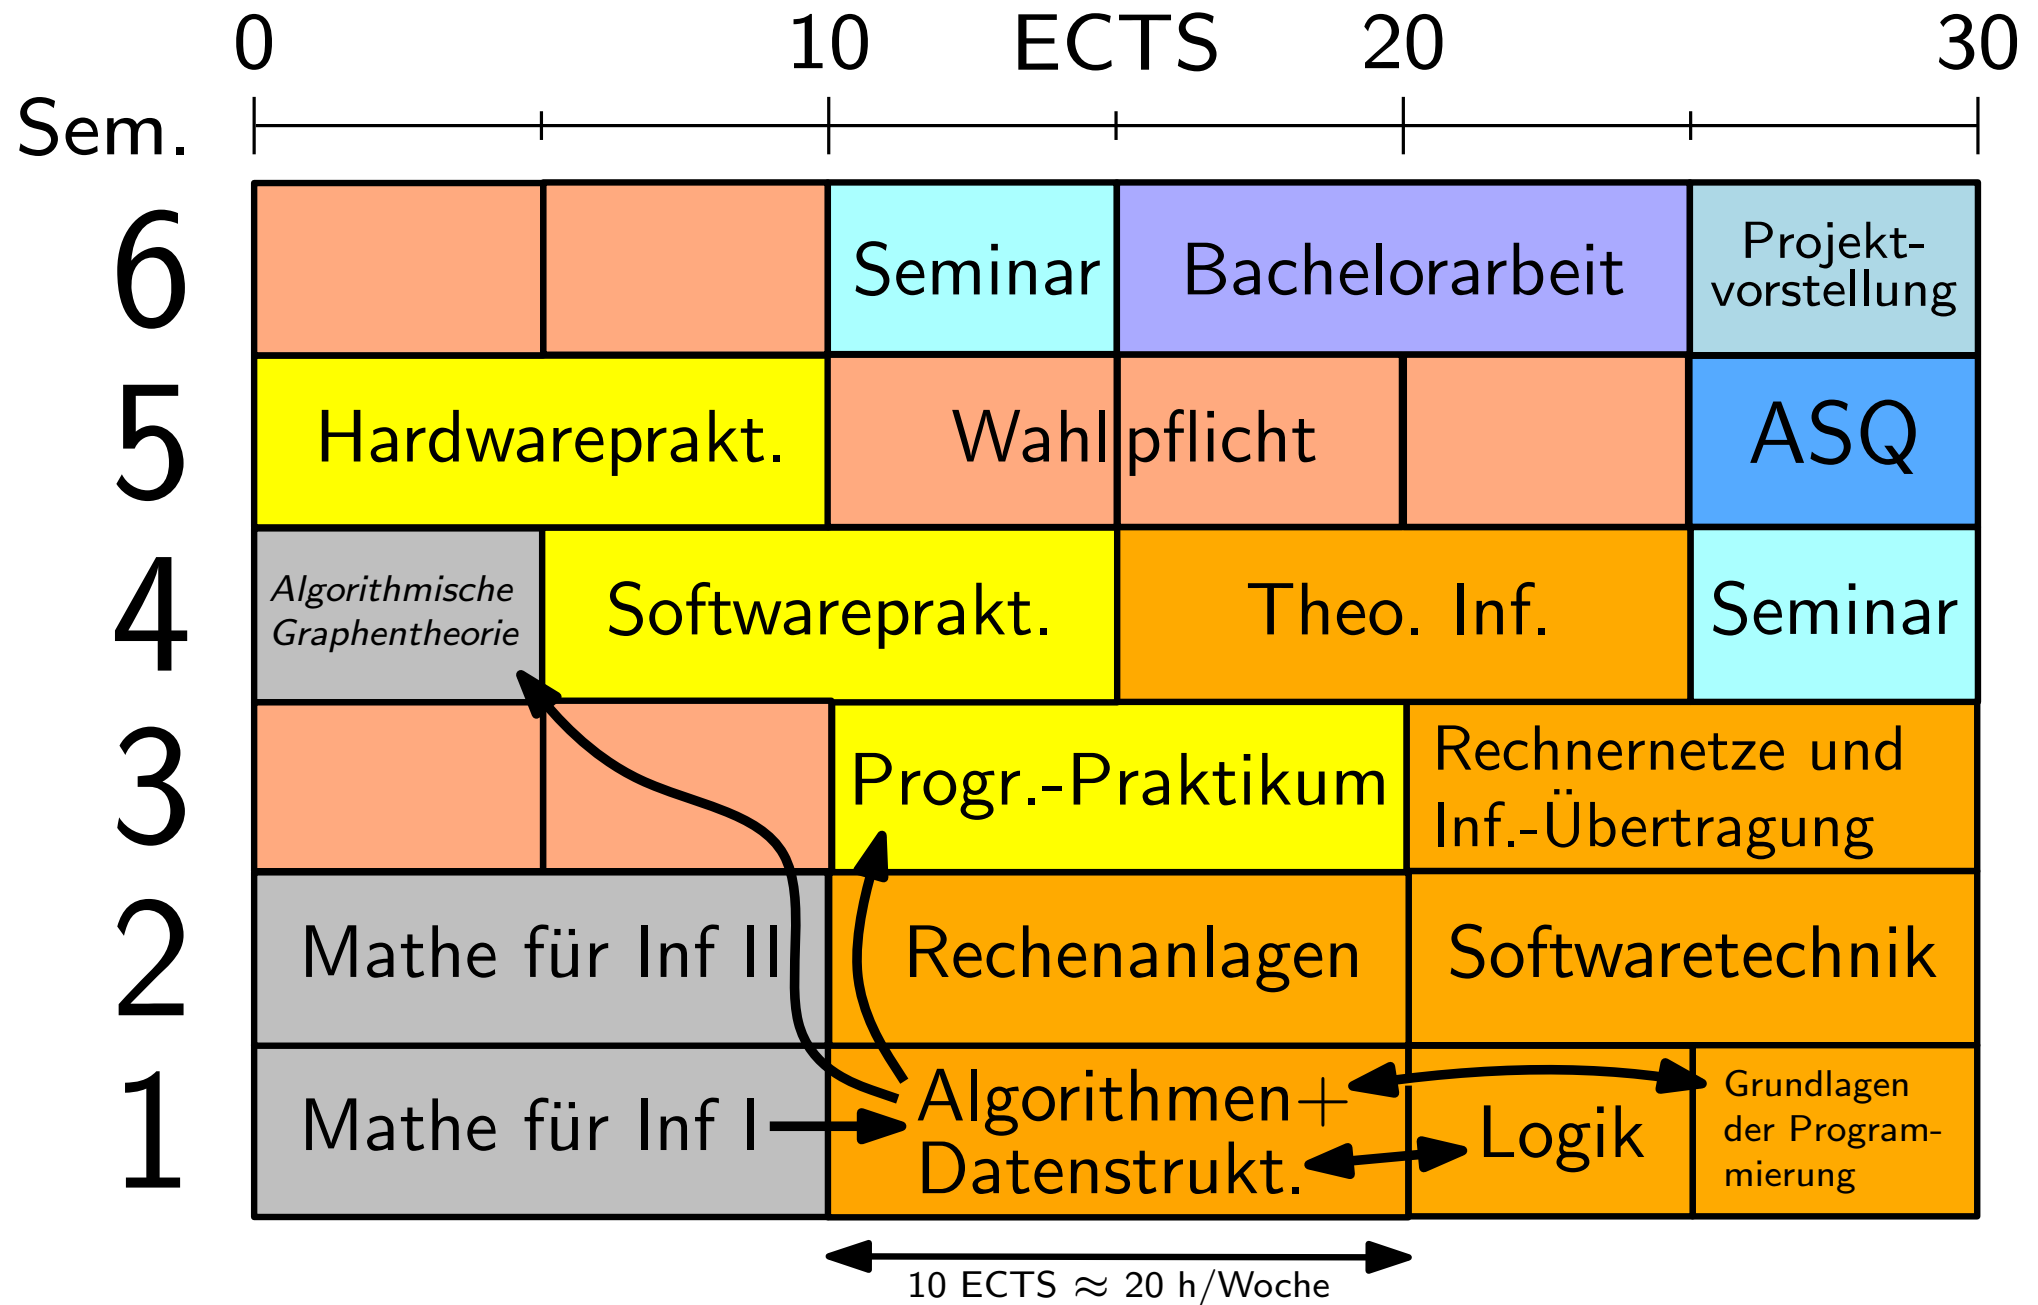 0 10 ECTS 20 30
Sem.
6
Seminar
Bachelorarbeit
Projekt-
vorstellung
5
Hardwareprakt.
Wahlpflicht
ASQ
4
Algorithmische
Graphentheorie
Softwareprakt.
Theo. Inf.
Seminar
3
Progr.-Praktikum
Rechnernetze und
Inf.-Übertragung
2
Mathe für Inf II
Rechenanlagen
Softwaretechnik
1
Mathe für Inf I
Algorithmen+
Datenstrukt.
Logik
Grundlagen
der Program-
mierung
10 ECTS ≈ 20 h/Woche